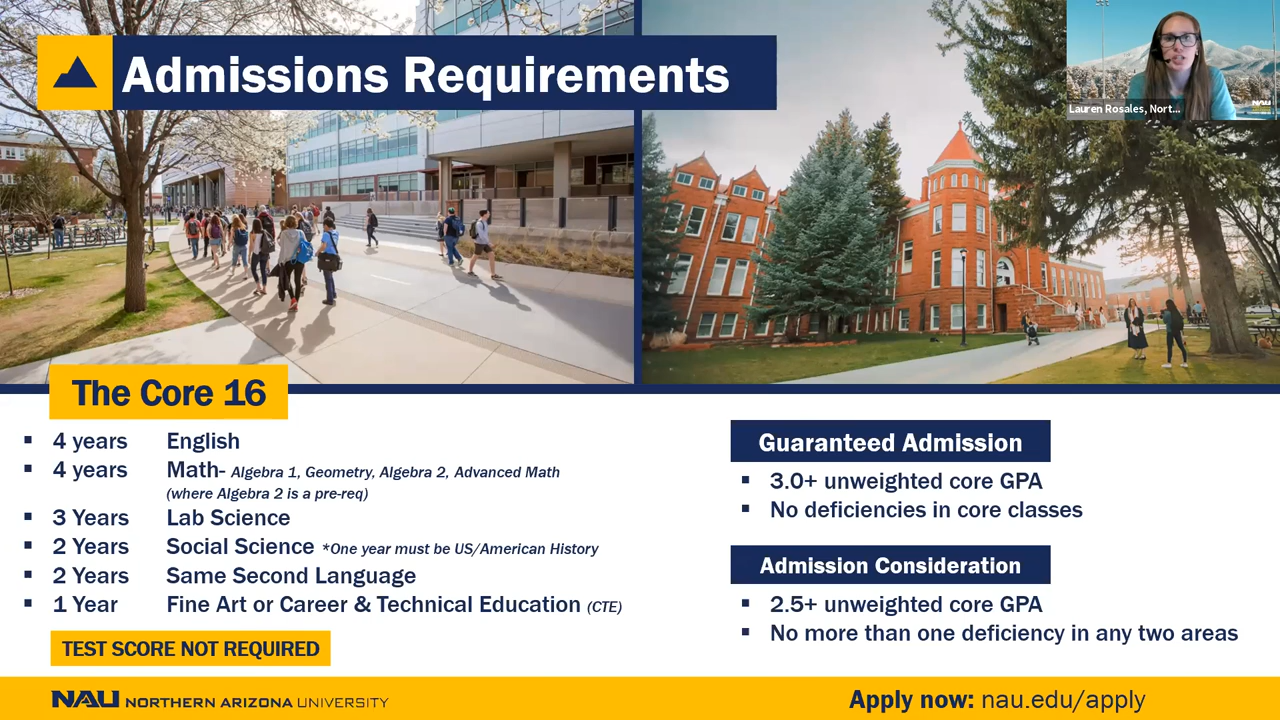 Admissions Requirements
Lauren Rosales, Nort...
NAU
The Core 16
▪ 4 years English
▪ 4 years Math- Algebra 1, Geometry, Algebra 2, Advanced Math
(where Algebra 2 is a pre-req)
▪ 3 Years Lab Science
▪ 2 Years Social Science *One year must be US/American History
▪ 2 Years Same Second Language
▪ 1 Year Fine Art or Career & Technical Education (CTE)
TEST SCORE NOT REQUIRED
Guaranteed Admission
▪ 3.0+ unweighted core GPA
▪ No deficiencies in core classes
Admission Consideration
▪ 2.5+ unweighted core GPA
▪ No more than one deficiency in any two areas
NAU NORTHERN ARIZONA UNIVERSITY
Apply now: nau.edu/apply